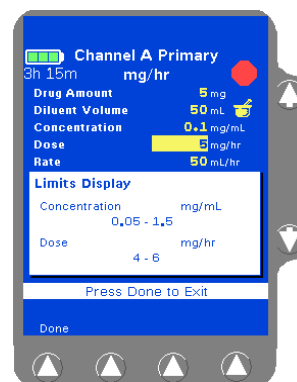 Channel A Primary
3h 15m mg/hr
Drug Amount 5 mg
Diluent Volume 50 mL
Concentration 0.1 mg/mL
Dose 5 mg/hr
Rate 50 mL/hr
Limits Display
Concentration mg/mL
0.05 - 1.5
Dose mg/hr
4 - 6
Press Done to Exit
Done